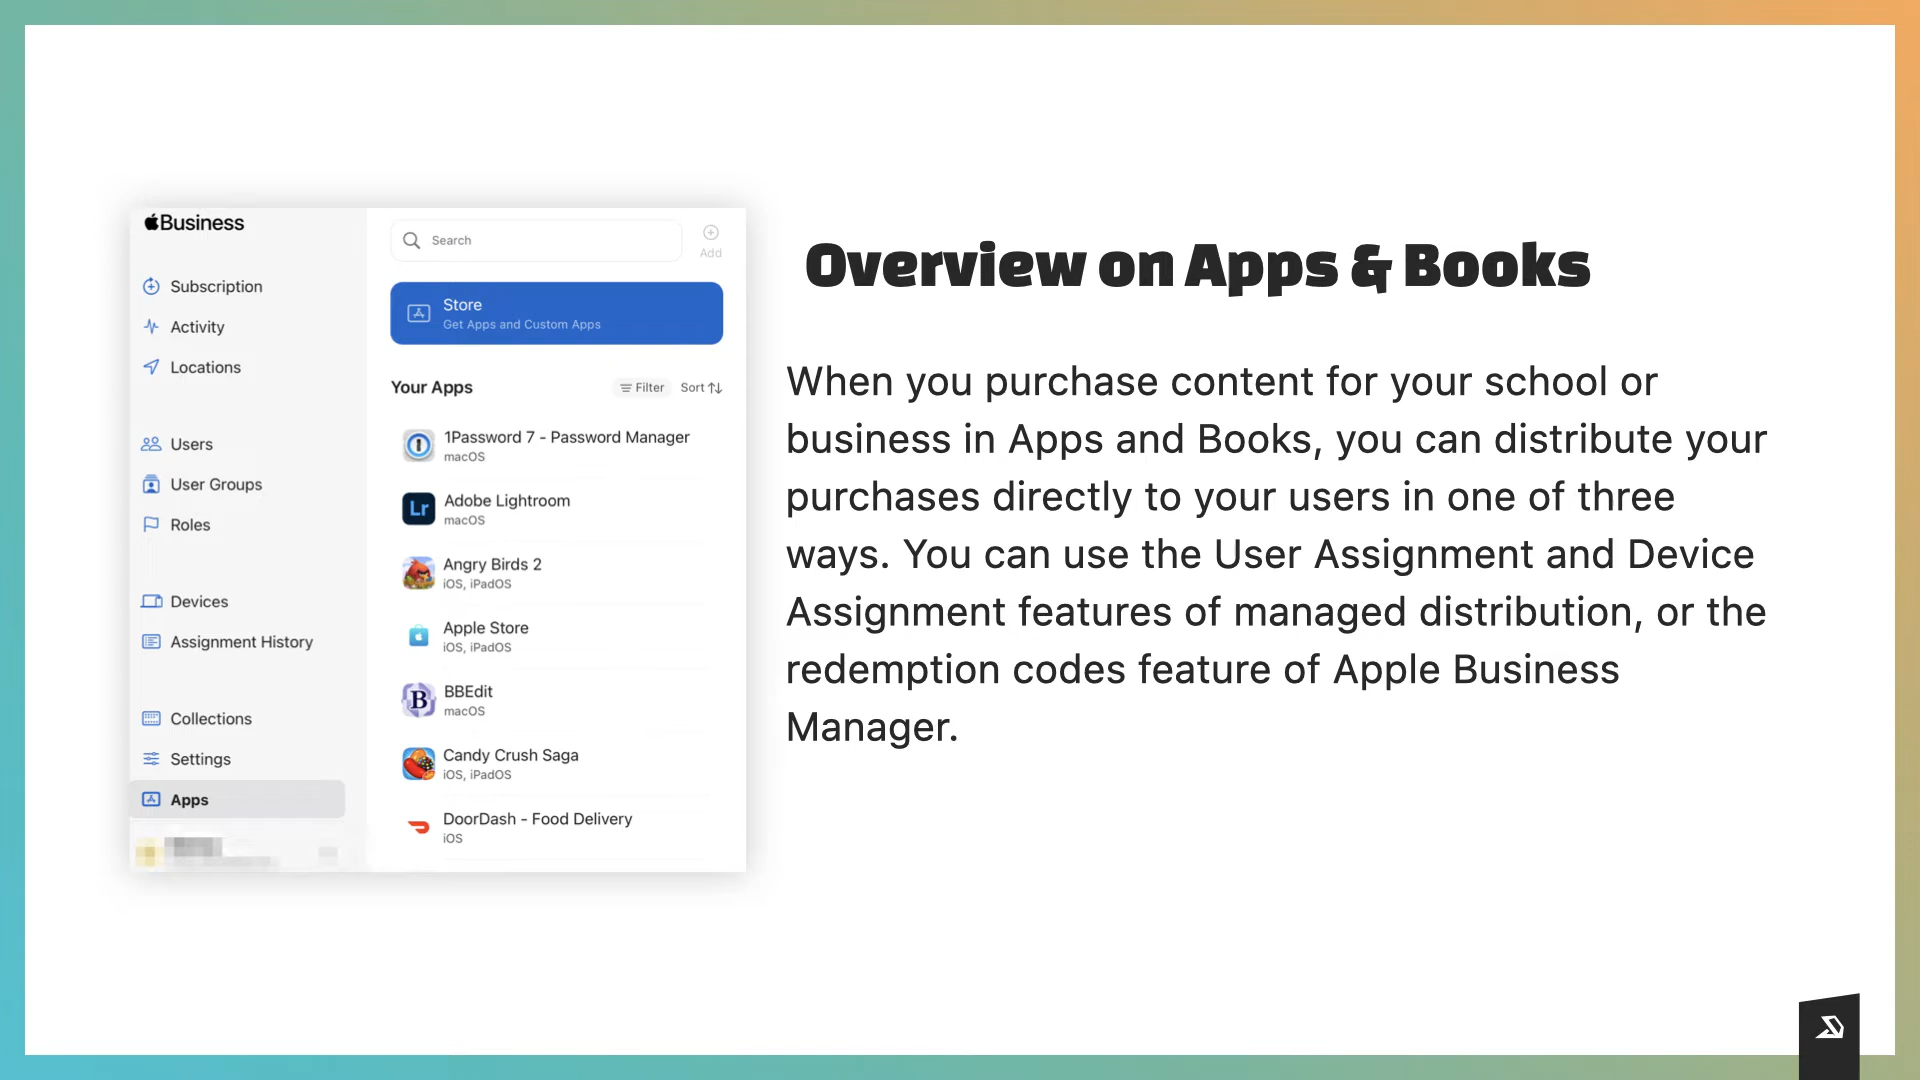 Business
Subscription
Activity
Locations
Users
User Groups
Roles
Devices
Assignment History
Collections
Settings
Apps
Search
Add
Store
Get Apps and Custom Apps
Your Apps
Filter
Sort
1Password 7 - Password Manager
macOS
Lr
Adobe Lightroom
macOS
Angry Birds 2
iOS, iPadOS
Apple Store
iOS, iPadOS
B
BBEdit
macOS
Candy Crush Saga
iOS, iPadOS
DoorDash - Food Delivery
iOS
Overview on Apps & Books
When you purchase content for your school or
business in Apps and Books, you can distribute your
purchases directly to your users in one of three
ways. You can use the User Assignment and Device
Assignment features of managed distribution, or the
redemption codes feature of Apple Business
Manager.